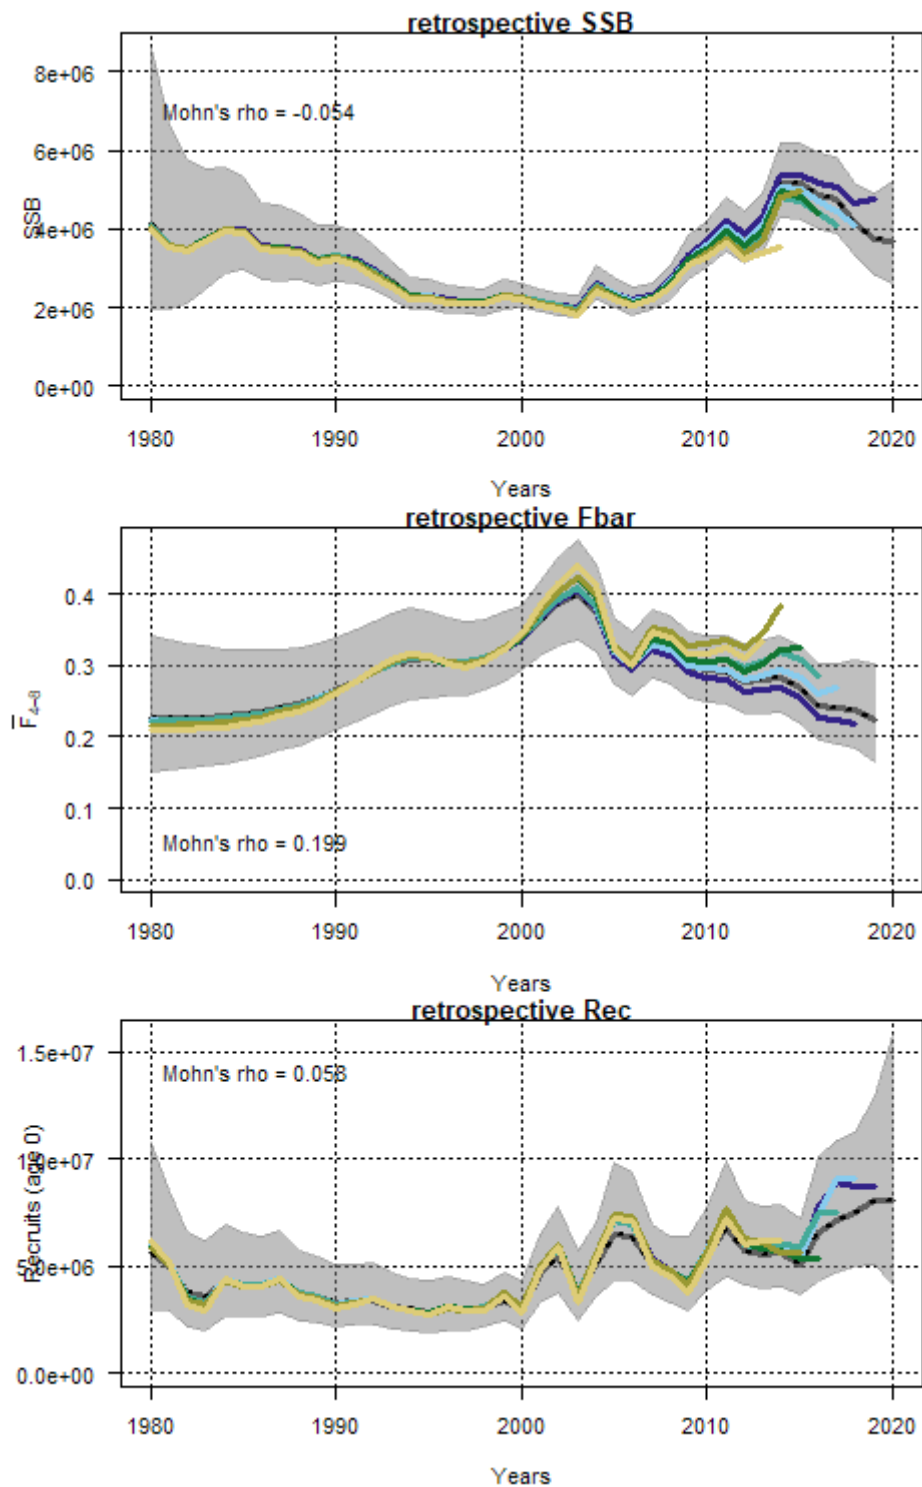 retrospective SSB
8e+06
Mohn's rho = -0.054
6e+06
SSB
4e+06
2e+06
0e+00
1980 1990 2000 2010 2020
Years
retrospective Fbar
0.4
0.3
F̅4–8
0.2
0.1
Mohn's rho = 0.199
0.0
1980 1990 2000 2010 2020
Years
retrospective Rec
1.5e+07
Mohn's rho = 0.058
1.0e+07
Recruits (age 0)
5.0e+06
0.0e+00
1980 1990 2000 2010 2020
Years